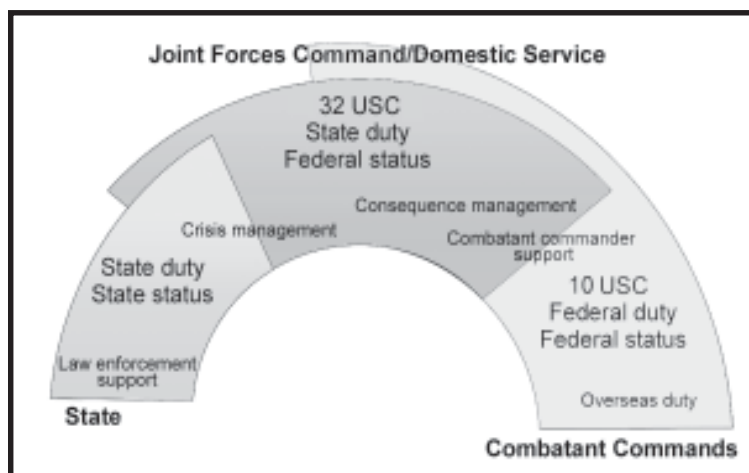 Joint Forces Command/Domestic Service
32 USC
State duty
Federal status
Consequence management
Crisis management
Combatant commander
support
State duty
State status
10 USC
Federal duty
Federal status
Law enforcement
support
Overseas duty
State
Combatant Commands